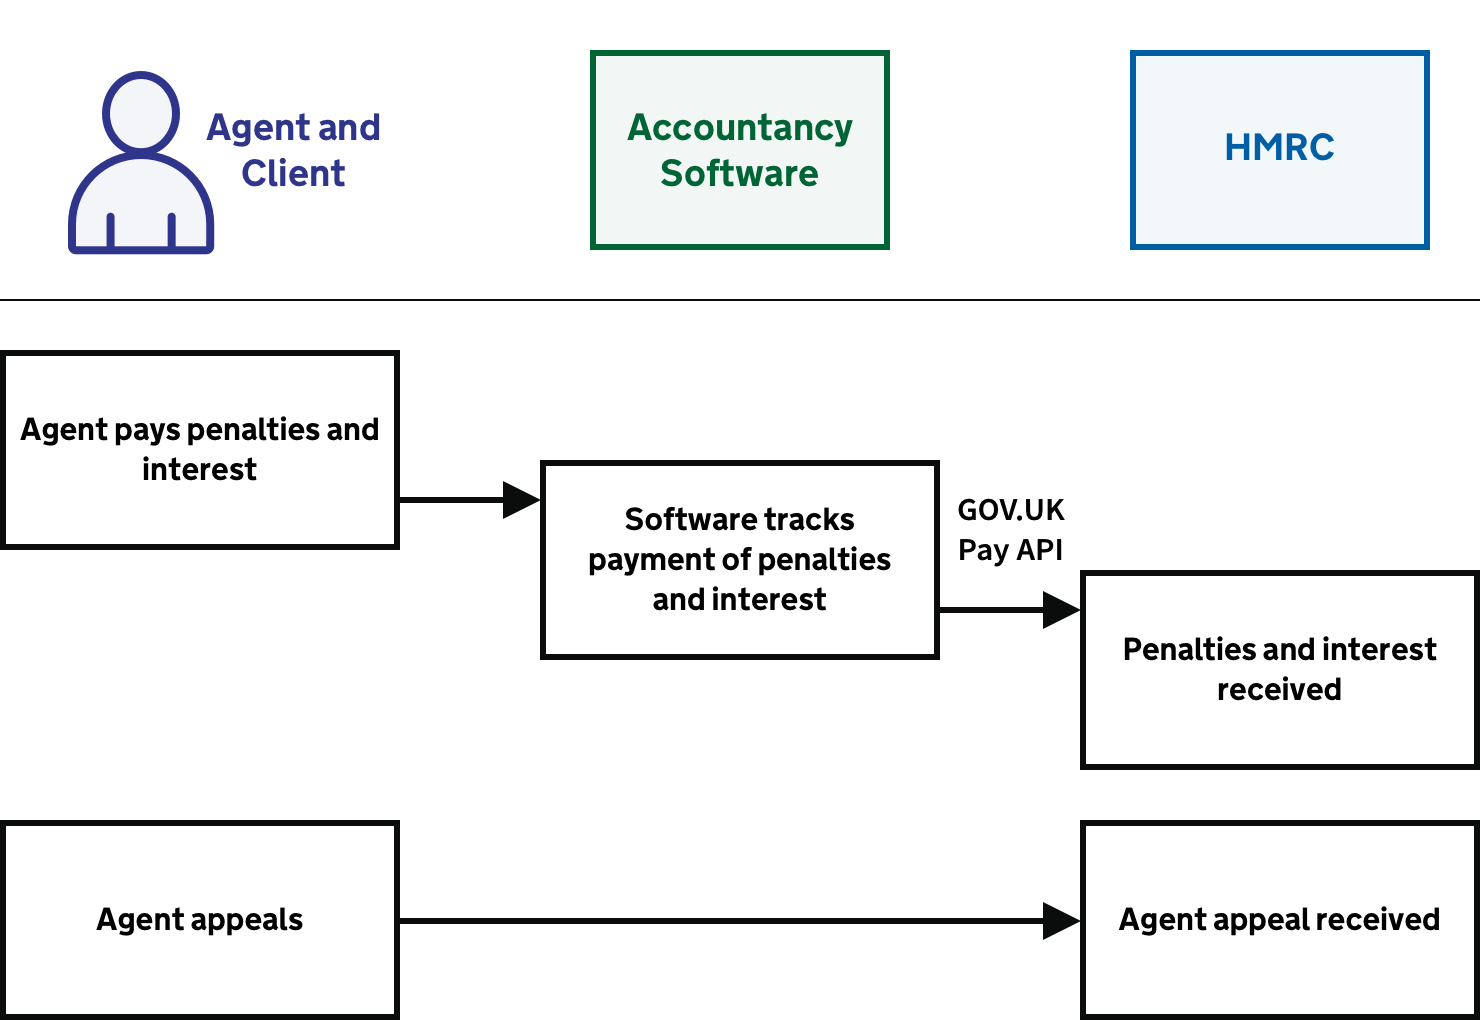 Agent and
Client
Accountancy
Software
HMRC
Agent pays penalties and
interest
Software tracks
payment of penalties
and interest
GOV.UK
Pay API
Penalties and interest
received
Agent appeals
Agent appeal received